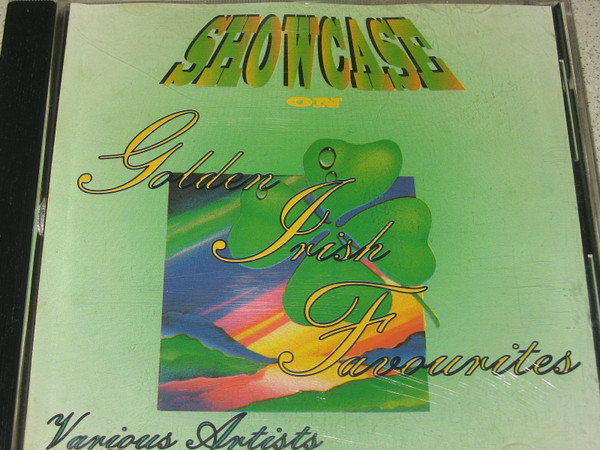 SHOWCASE
ON
Golden
Irish
Favourites
Various Artists